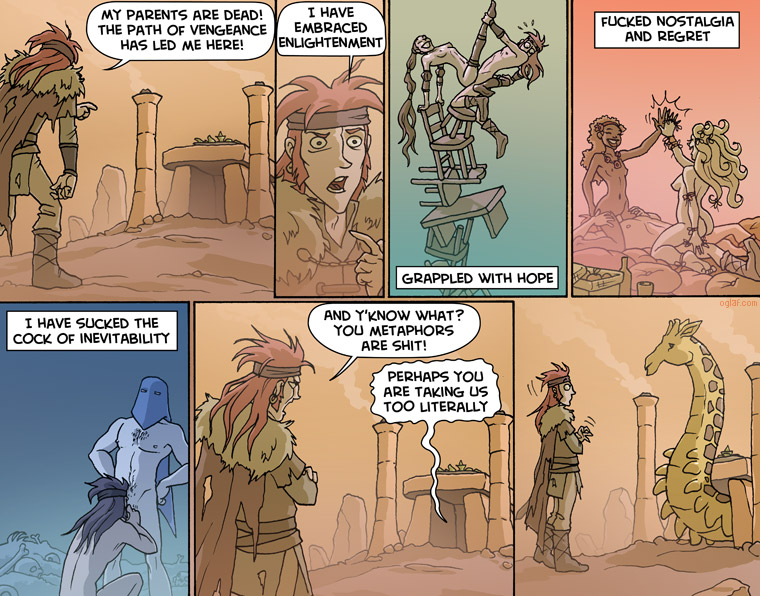 MY PARENTS ARE DEAD!
THE PATH OF VENGEANCE
HAS LED ME HERE!
I HAVE
EMBRACED
ENLIGHTENMENT
GRAPPLED WITH HOPE
FUCKED NOSTALGIA
AND REGRET
oglaf.com
I HAVE SUCKED THE
COCK OF INEVITABILITY
AND Y'KNOW WHAT?
YOU METAPHORS
ARE SHIT!
PERHAPS YOU
ARE TAKING US
TOO LITERALLY